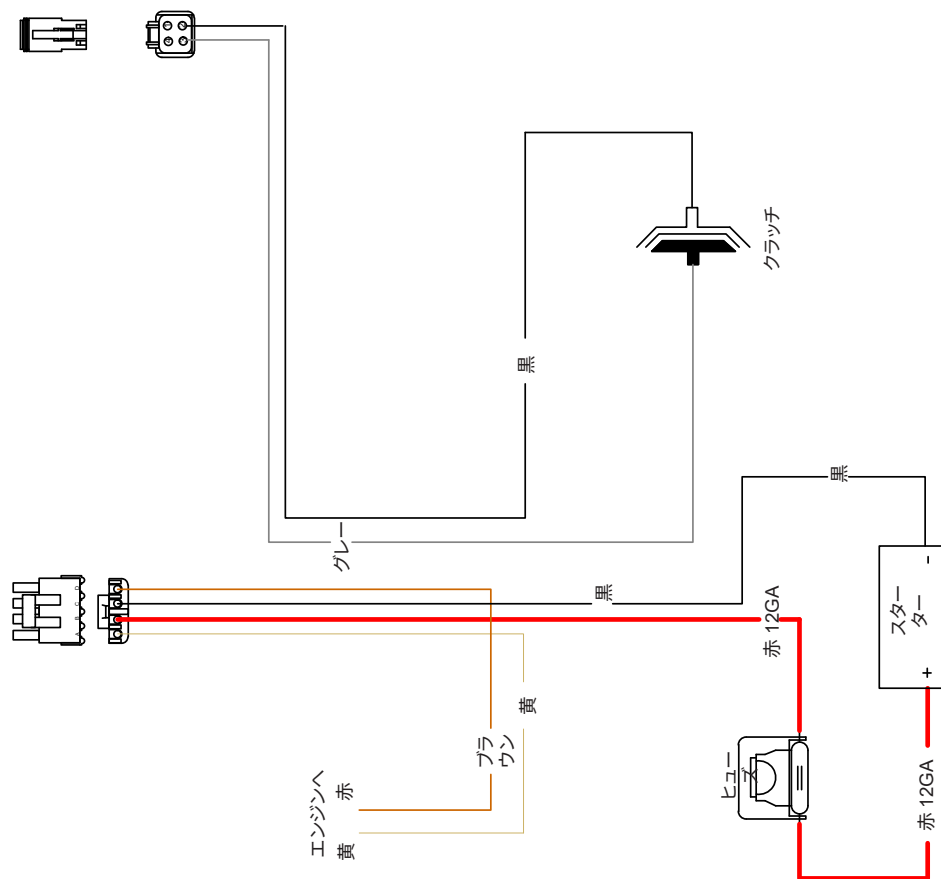 クラッチ
黒
グレー
黒
黒
A B C D
赤 12GA
スター
ター
-
+
黄
ブラ
ウン
ヒュー
ズ
エンジンへ
赤
黄
赤 12GA